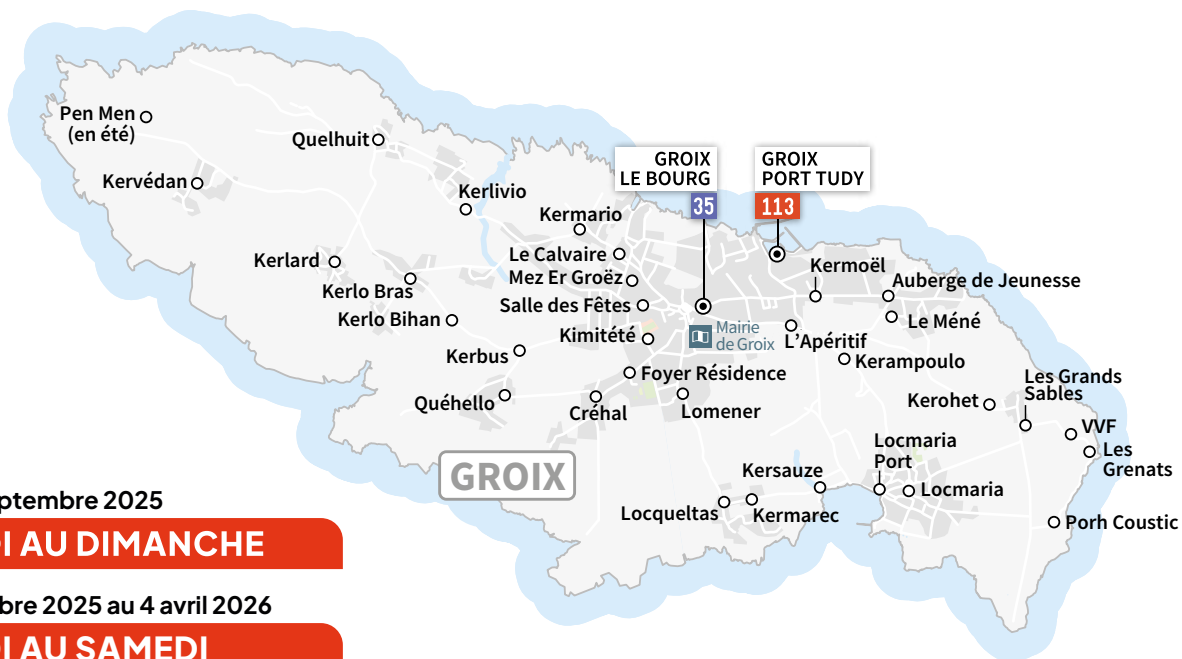 Pen Men
(en été)
Quelhuit
Kervédan
Kerlivio
GROIX
LE BOURG
35
GROIX
PORT TUDY
113
Kermario
Le Calvaire
Mez Er Groëz
Salle des Fêtes
Kimitété
Kerlard
Kerlo Bras
Kerlo Bihan
Kerbus
Quéhello
Créhal
Foyer Résidence
Lomener
Mairie
de Groix
Kermoël
Auberge de Jeunesse
Le Méné
L’Apéritif
Kerampoulo
Les Grands
Sables
Kerohet
VVF
Les
Grenats
Locmaria
Port
Locmaria
Kersauze
Kermarec
Locqueltas
Porh Coustic
GROIX
ptembre 2025
I AU DIMANCHE
bre 2025 au 4 avril 2026
I AU SAMEDI